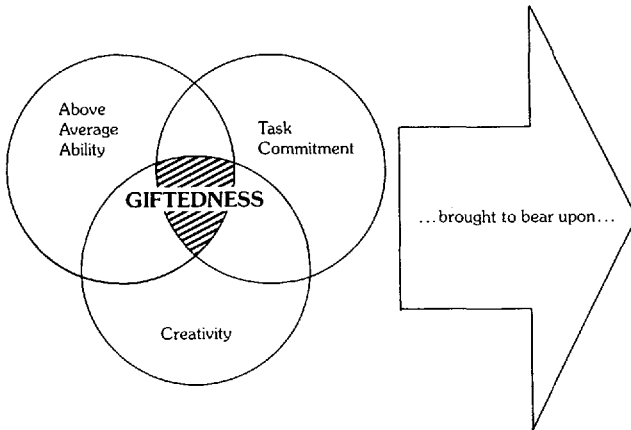 Above
Average
Ability
Task
Commitment
GIFTEDNESS
...brought to bear upon...
Creativity